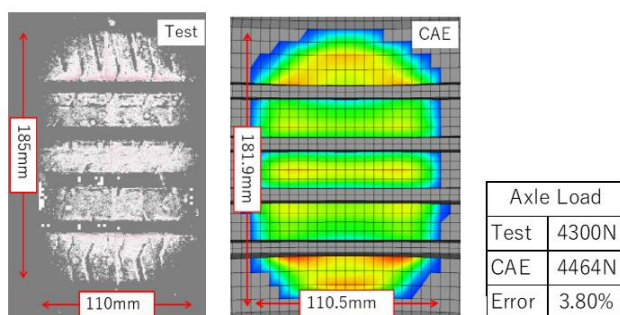 Test
185mm
110mm
CAE
181.9mm
110.5mm
Axle Load
Test 4300N
CAE 4464N
Error 3.80%